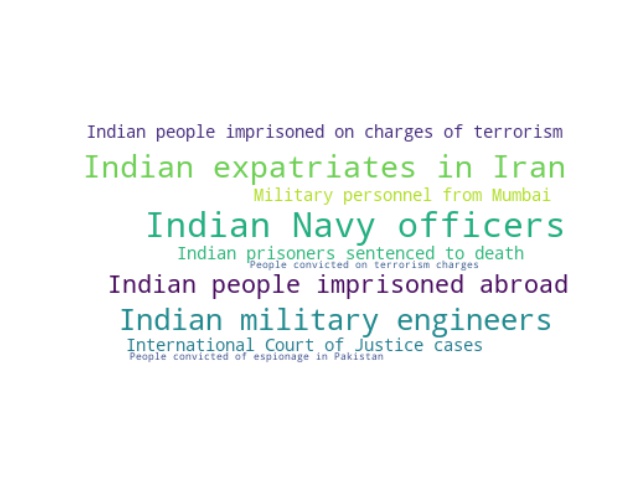 Indian people imprisoned on charges of terrorism
Indian expatriates in Iran
Military personnel from Mumbai
Indian Navy officers
Indian prisoners sentenced to death
People convicted on terrorism charges
Indian people imprisoned abroad
Indian military engineers
International Court of Justice cases
People convicted of espionage in Pakistan